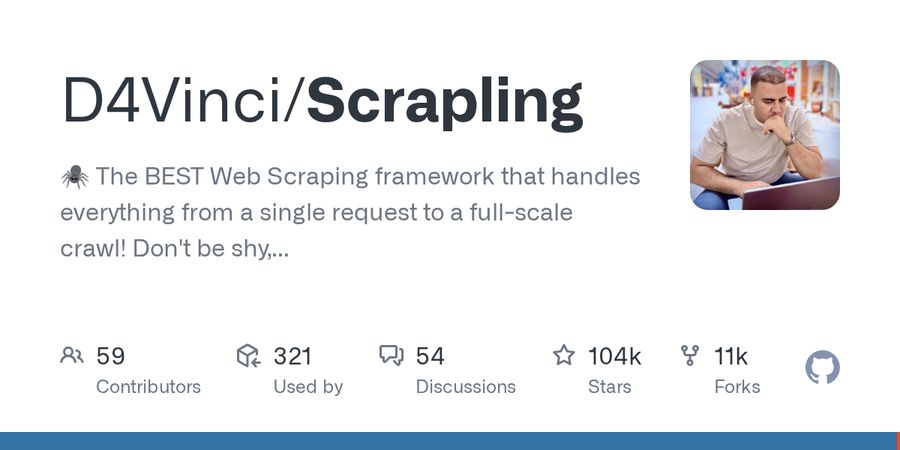 D4Vinci/Scrapling
🕷️ The BEST Web Scraping framework that handles
everything from a single request to a full-scale
crawl! Don't be shy,...
59
Contributors
321
Used by
54
Discussions
104k
Stars
11k
Forks